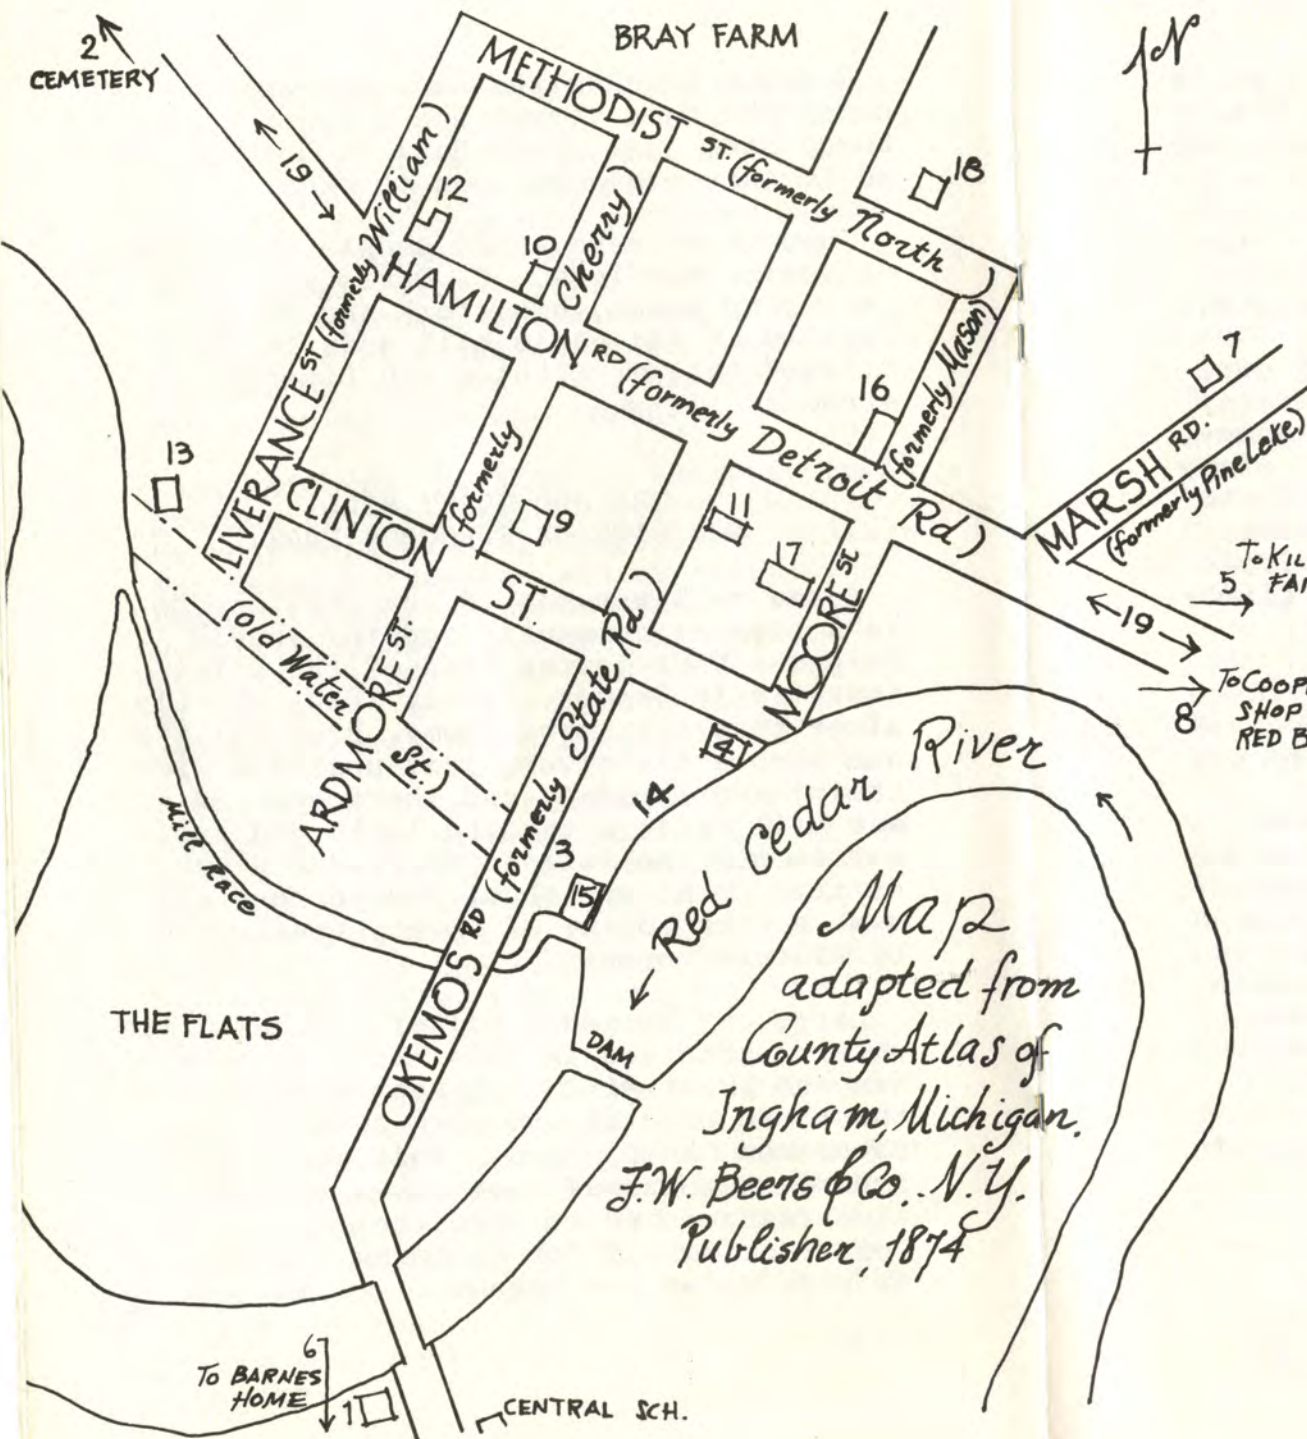 BRAY FARM
N
2
CEMETERY
19
METHODIST ST. (formerly North)
18
12
10
LIVERANCE ST (formerly William)
(formerly Cherry)
HAMILTON RD (formerly Detroit Rd)
(formerly Mason)
16
7
MARSH RD.
(formerly Pine Lake)
13
CLINTON ST.
9
11
17
MOORE ST
5
8
19
(old Water St.)
ARDMORE ST.
OKEMOS RD (formerly State Rd)
4
14
3
15
Mill Race
Red Cedar River
THE FLATS
DAM
Map
adapted from
County Atlas of
Ingham, Michigan.
F.W. Beers & Co. N.Y.
Publisher, 1874
6
TO BARNES
HOME
1
CENTRAL SCH.